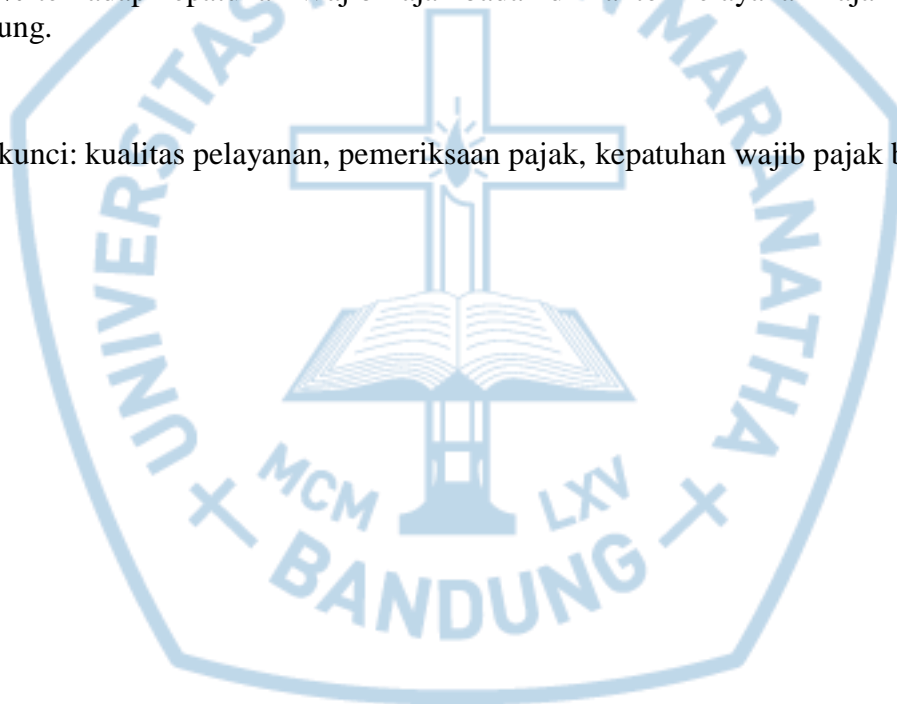 ung.
kunci: kualitas pelayanan, pemeriksaan pajak, kepatuhan wajib pajak b
UNIVERSITAS
MARANATHA
MCM LXV
BANDUNG